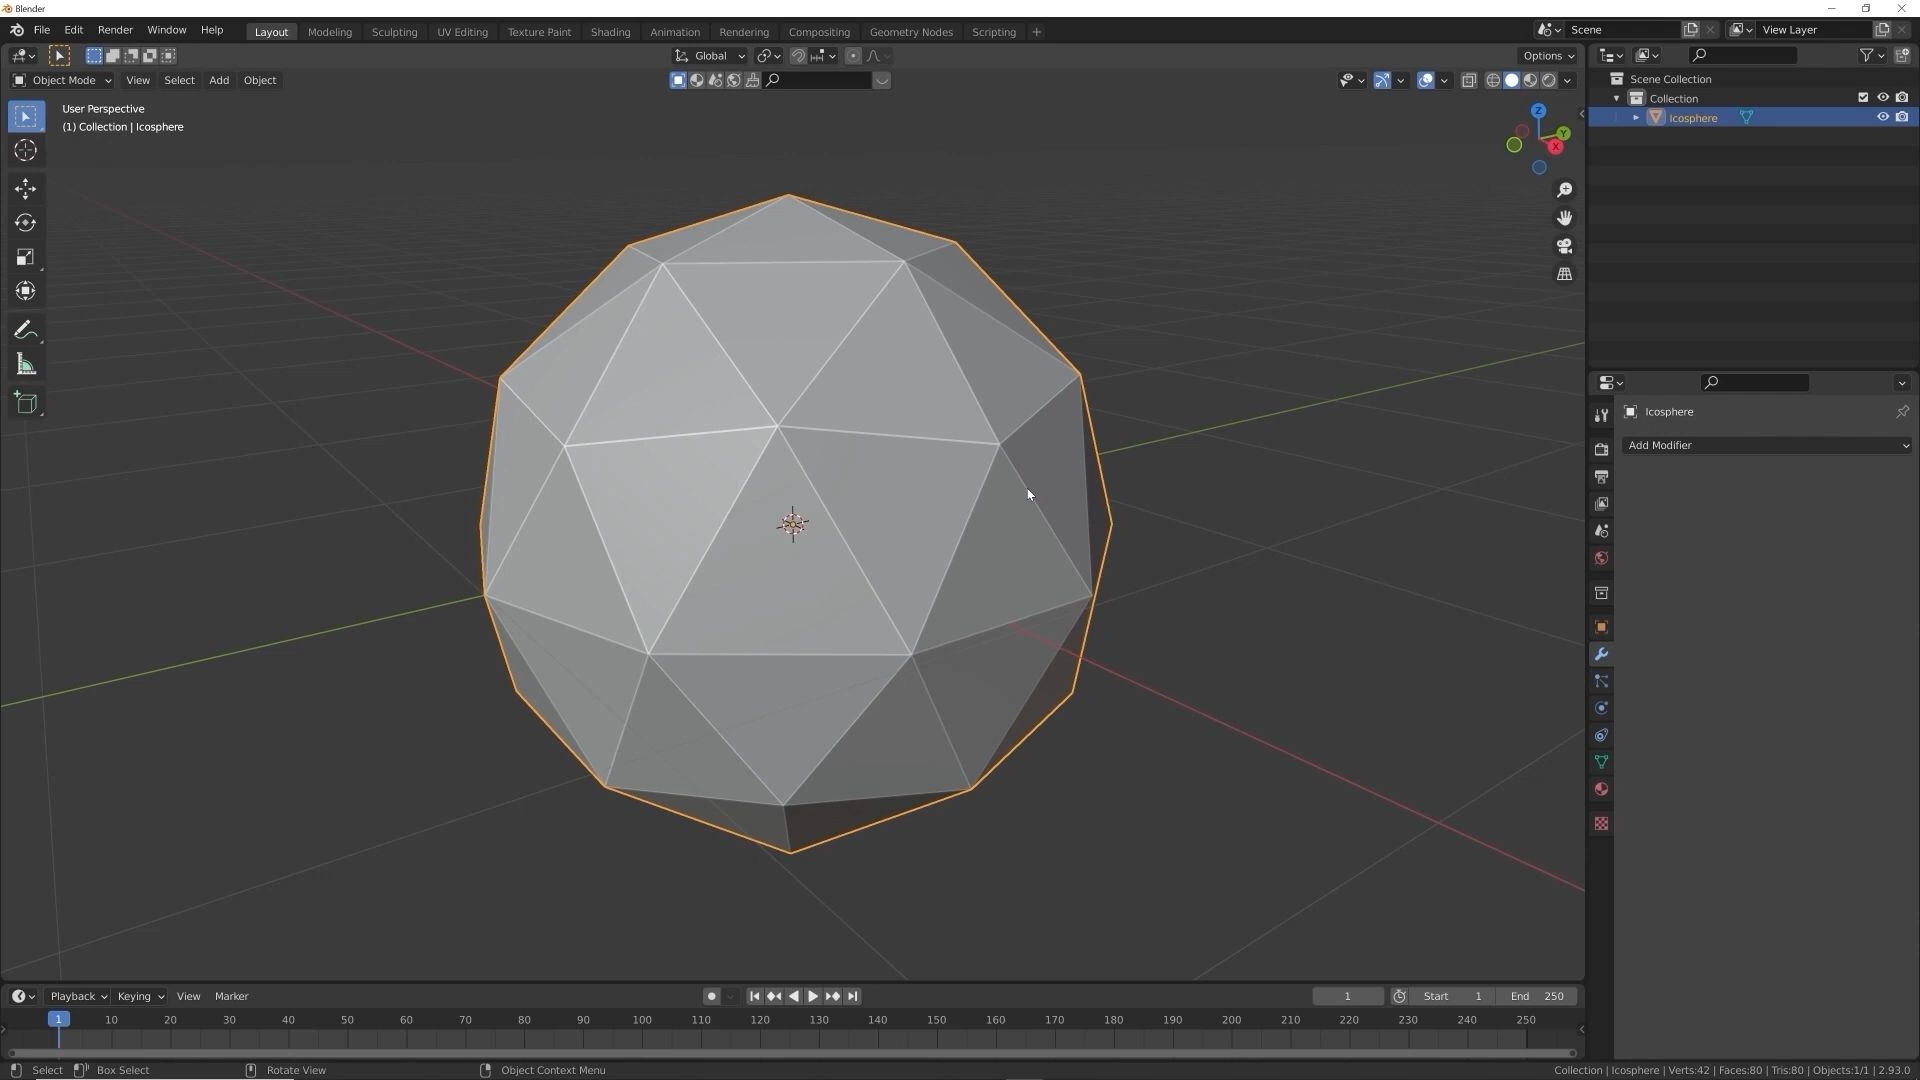 Blender
File Edit Render Window Help Layout Modeling Sculpting UV Editing Texture Paint Shading Animation Rendering Compositing Geometry Nodes Scripting + Scene View Layer
Global Options
Object Mode View Select Add Object
Scene Collection
Collection
Icosphere
User Perspective
(1) Collection | Icosphere
Z
Y
X
Icosphere
Add Modifier
Playback Keying View Marker 1 Start 1 End 250
1 10 20 30 40 50 60 70 80 90 100 110 120 130 140 150 160 170 180 190 200 210 220 230 240 250
Select Box Select Rotate View Object Context Menu Collection | Icosphere | Verts:42 | Faces:80 | Tris:80 | Objects:1/1 | 2.93.0